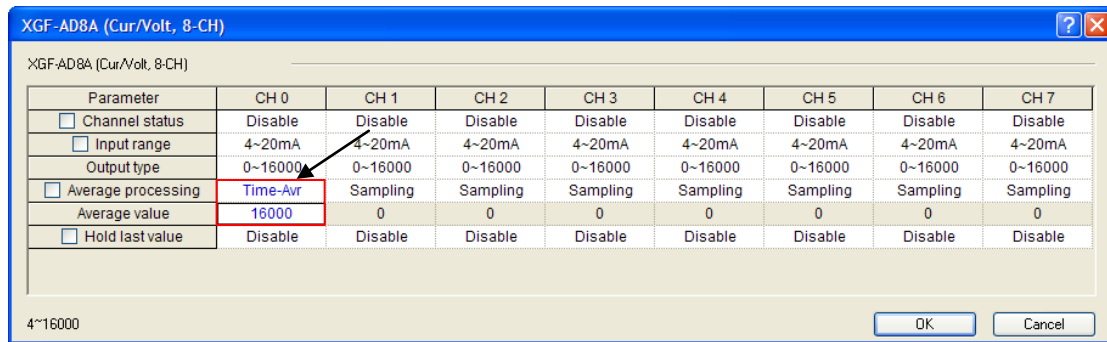 XGF-AD8A (Cur/Volt, 8-CH)
XGF-AD8A (Cur/Volt, 8-CH)
Parameter CH 0 CH 1 CH 2 CH 3 CH 4 CH 5 CH 6 CH 7
Channel status Disable Disable Disable Disable Disable Disable Disable Disable
Input range 4~20mA 4~20mA 4~20mA 4~20mA 4~20mA 4~20mA 4~20mA 4~20mA
Output type 0~16000 0~16000 0~16000 0~16000 0~16000 0~16000 0~16000 0~16000
Average processing Time-Avr Sampling Sampling Sampling Sampling Sampling Sampling Sampling
Average value 16000 0 0 0 0 0 0 0
Hold last value Disable Disable Disable Disable Disable Disable Disable Disable
4~16000 OK Cancel